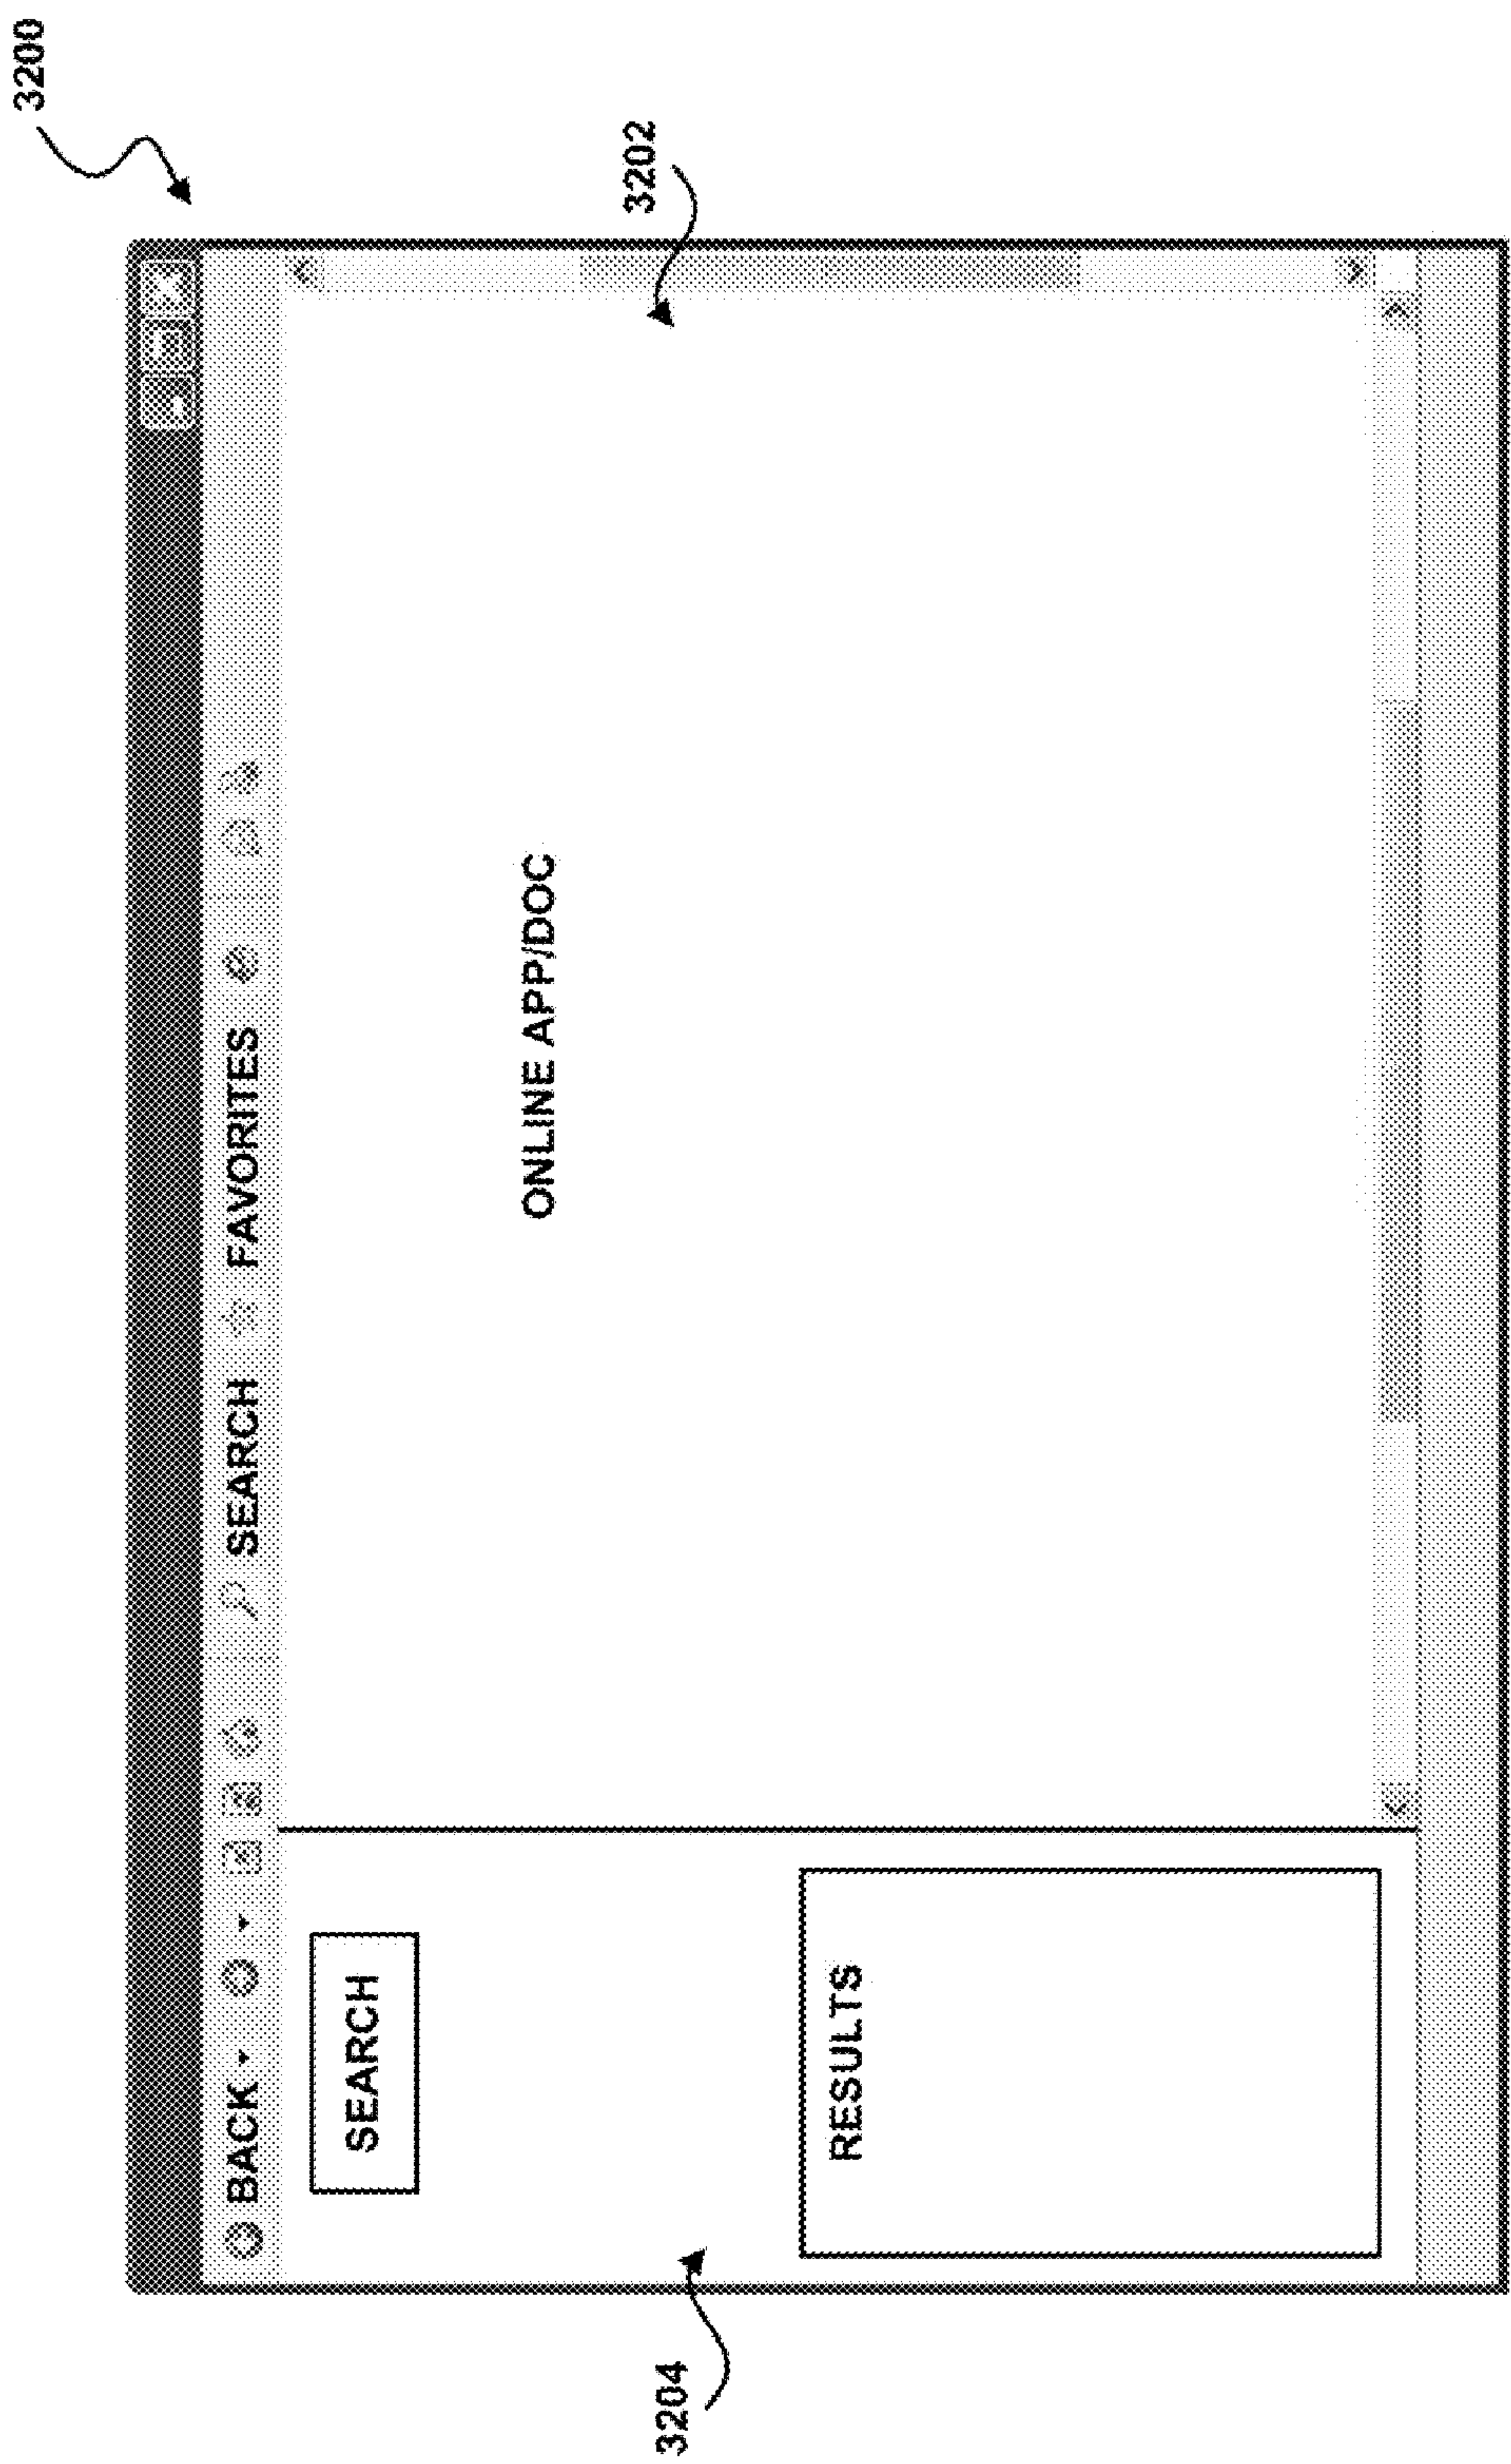 3200
BACK SEARCH FAVORITES
3202
SEARCH
ONLINE APP/DOC
3204
RESULTS